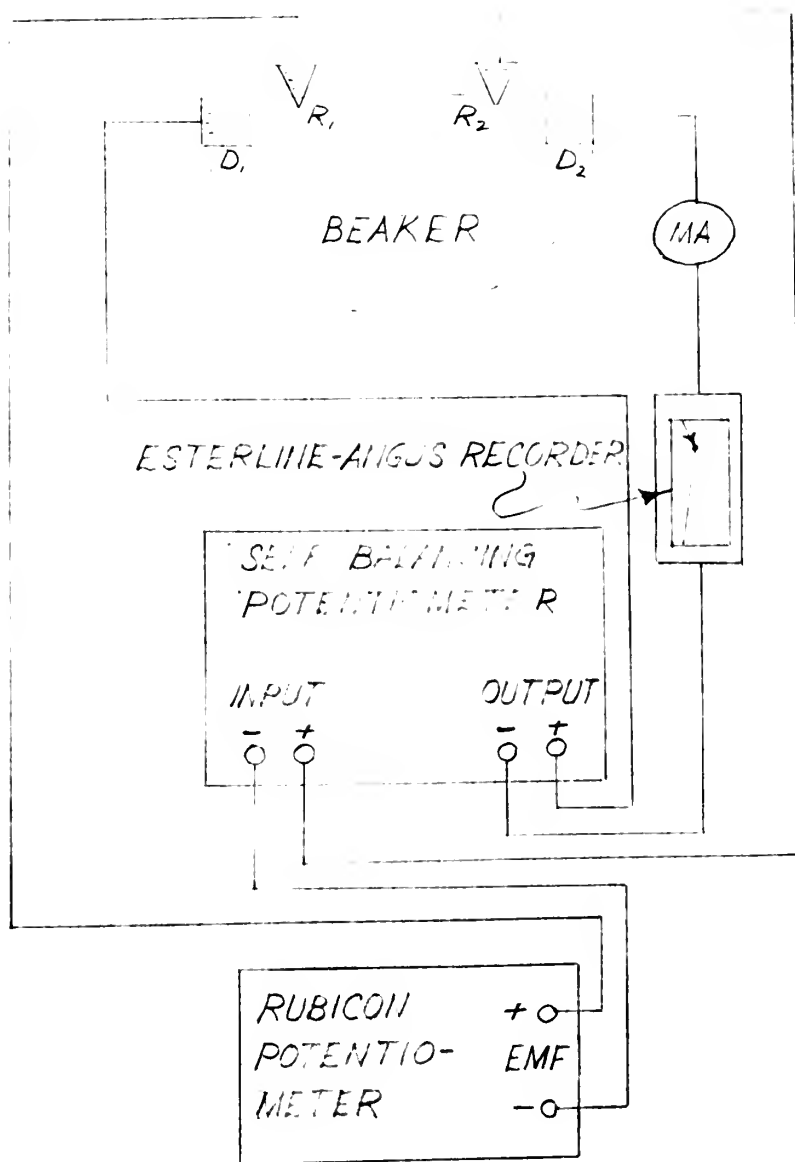 R₁ R₂
D₁ D₂
BEAKER
MA
ESTERLINE-ANGUS RECORDER
SELF BALANCING
POTENTIOMETER
INPUT OUTPUT
- + - +
RUBICON +
POTENTIO- EMF
METER -